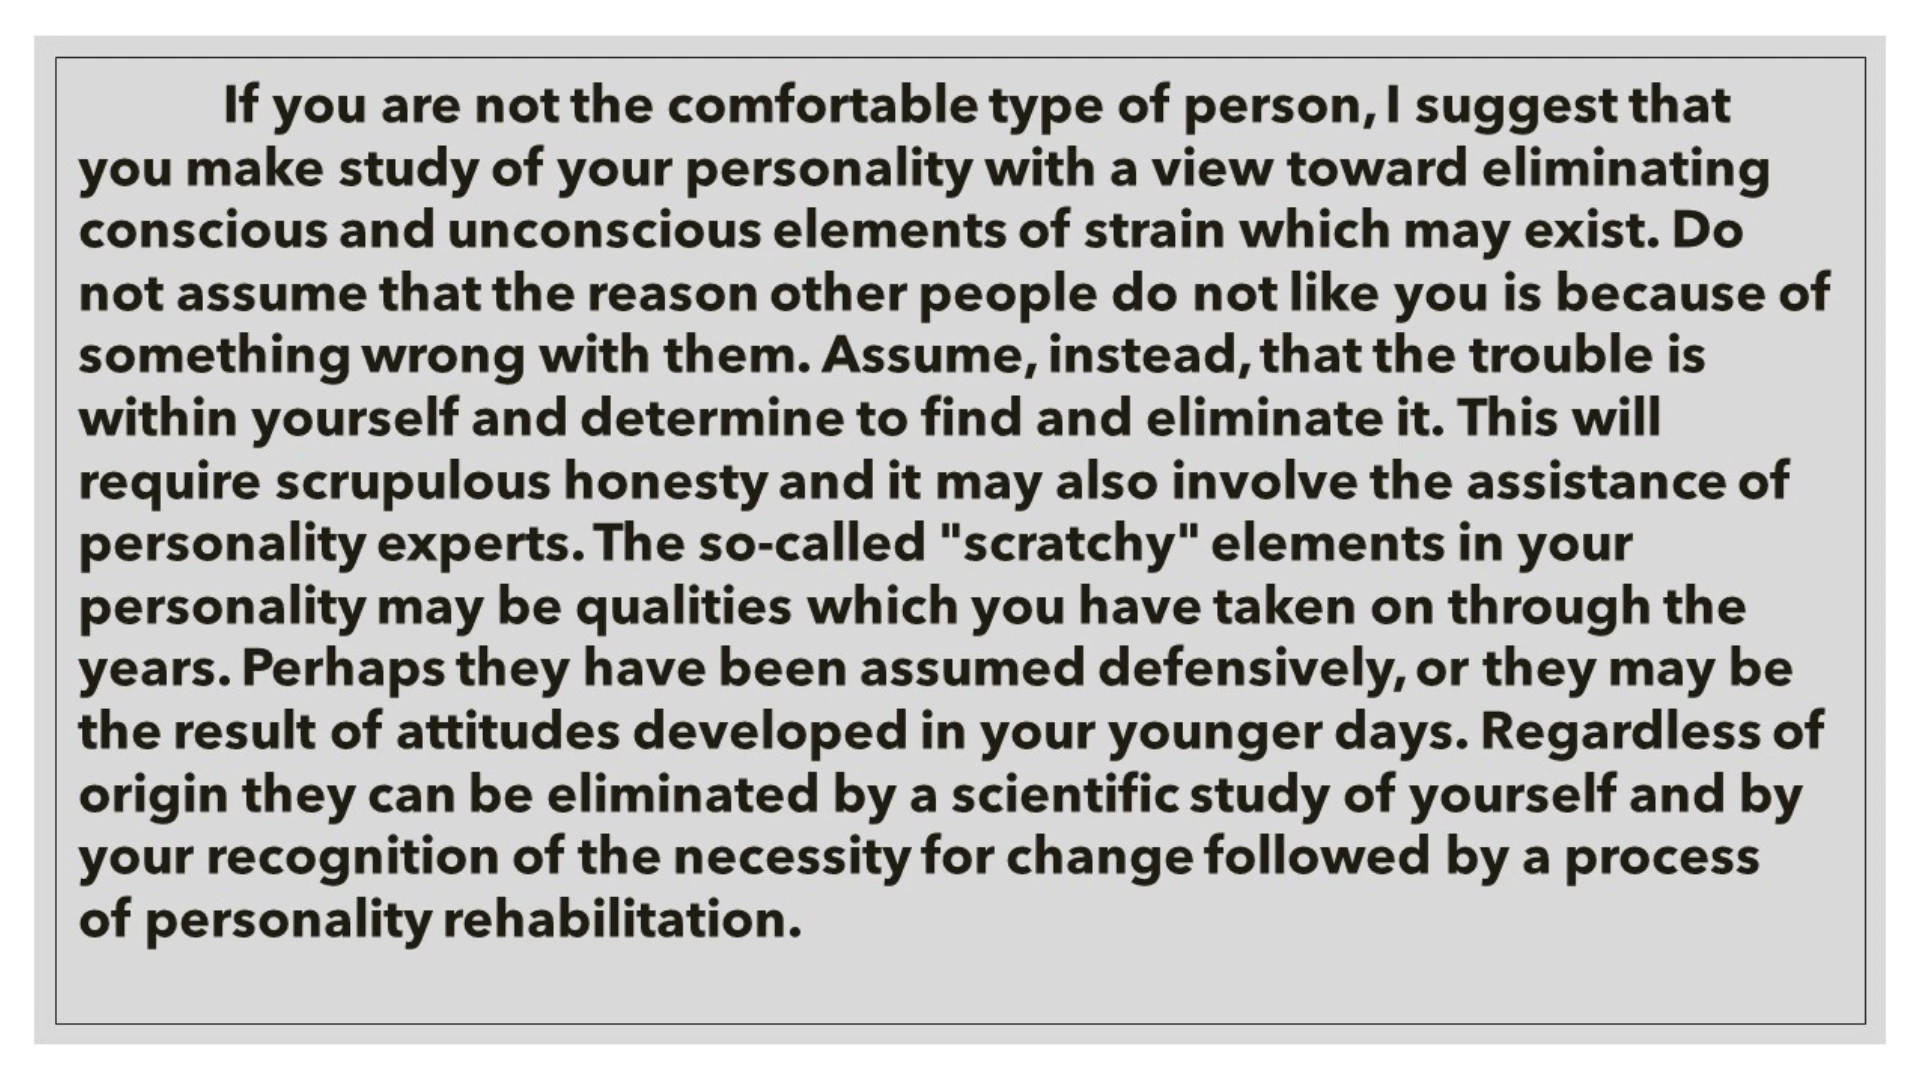 If you are not the comfortable type of person, I suggest that
you make study of your personality with a view toward eliminating
conscious and unconscious elements of strain which may exist. Do
not assume that the reason other people do not like you is because of
something wrong with them. Assume, instead, that the trouble is
within yourself and determine to find and eliminate it. This will
require scrupulous honesty and it may also involve the assistance of
personality experts. The so-called "scratchy" elements in your
personality may be qualities which you have taken on through the
years. Perhaps they have been assumed defensively, or they may be
the result of attitudes developed in your younger days. Regardless of
origin they can be eliminated by a scientific study of yourself and by
your recognition of the necessity for change followed by a process
of personality rehabilitation.